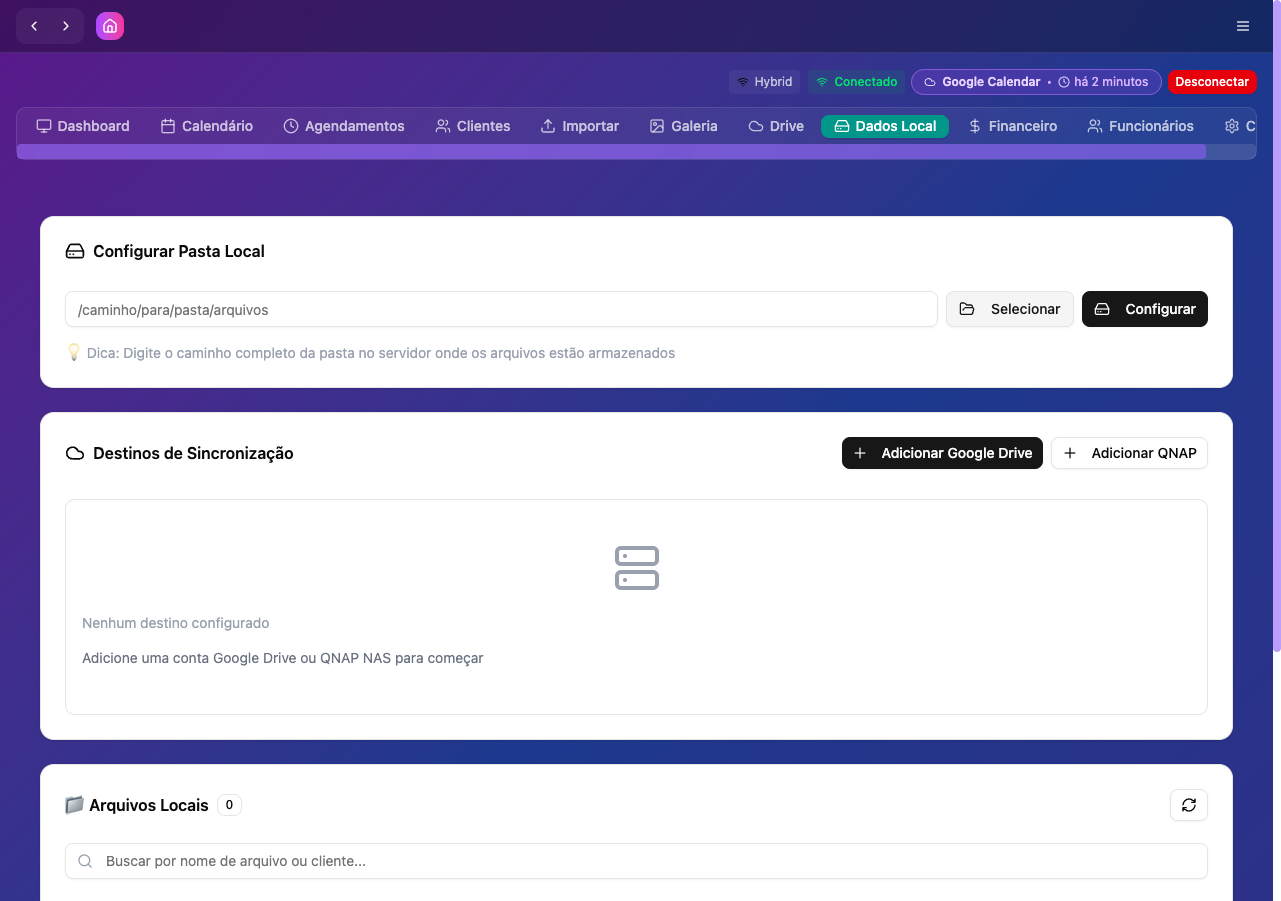 Hybrid
Conectado
Google Calendar • há 2 minutos
Desconectar
Dashboard
Calendário
Agendamentos
Clientes
Importar
Galeria
Drive
Dados Local
Financeiro
Funcionários
C
Configurar Pasta Local
/caminho/para/pasta/arquivos
Selecionar
Configurar
💡 Dica: Digite o caminho completo da pasta no servidor onde os arquivos estão armazenados
Destinos de Sincronização
Adicionar Google Drive
Adicionar QNAP
Nenhum destino configurado
Adicione uma conta Google Drive ou QNAP NAS para começar
Arquivos Locais
0
Buscar por nome de arquivo ou cliente...